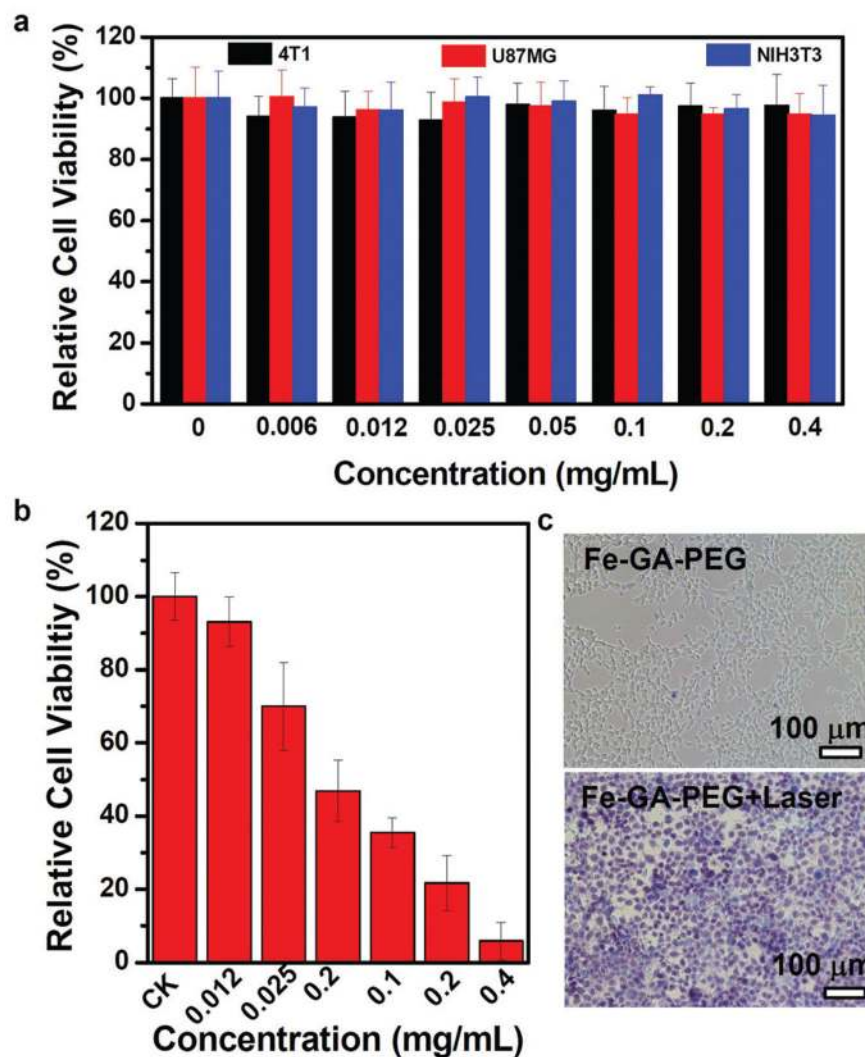 a
4T1 U87MG NIH3T3
120
100
80
60
40
20
0
Relative Cell Viability (%)
0 0.006 0.012 0.025 0.05 0.1 0.2 0.4
Concentration (mg/mL)
b
120
100
80
60
40
20
0
Relative Cell Viabiltiy (%)
CK 0.012 0.025 0.2 0.1 0.2 0.4
Concentration (mg/mL)
c
Fe-GA-PEG
100 μm
Fe-GA-PEG+Laser
100 μm